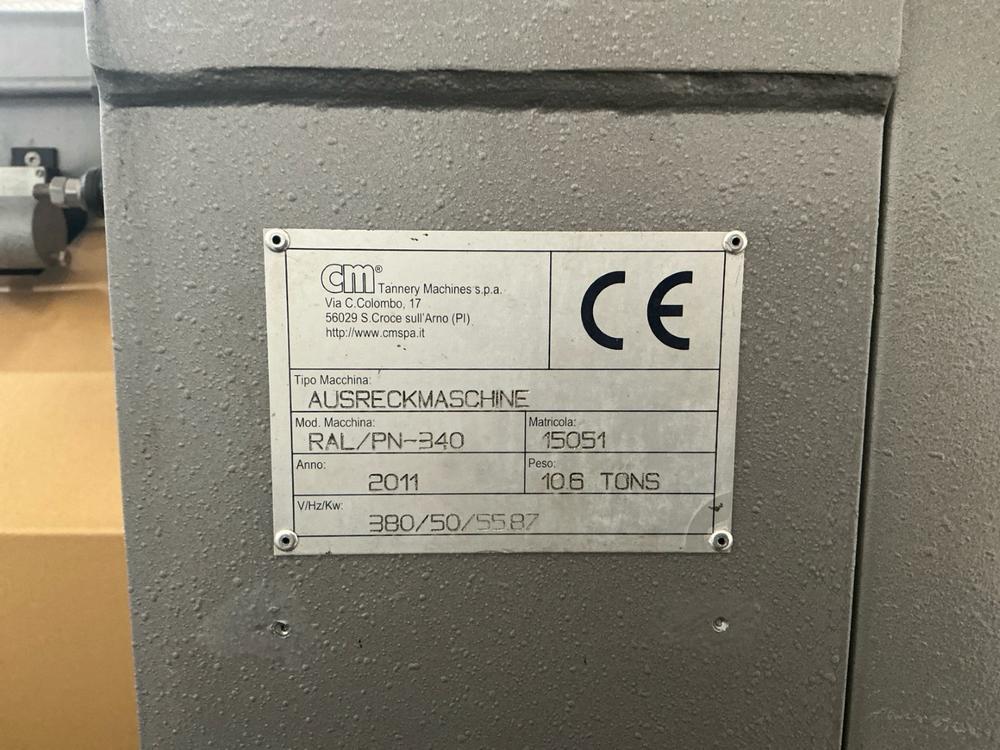 cm® Tannery Machines s.p.a.
Via C.Colombo, 17
56029 S.Croce sull'Arno (PI)
http://www.cmspa.it
CE
Tipo Macchina:
AUSRECKMASCHINE
Mod. Macchina:
RAL/PN-340
Matricola:
15051
Anno:
2011
Peso:
10.6 TONS
V/Hz/Kw:
380/50/55.87